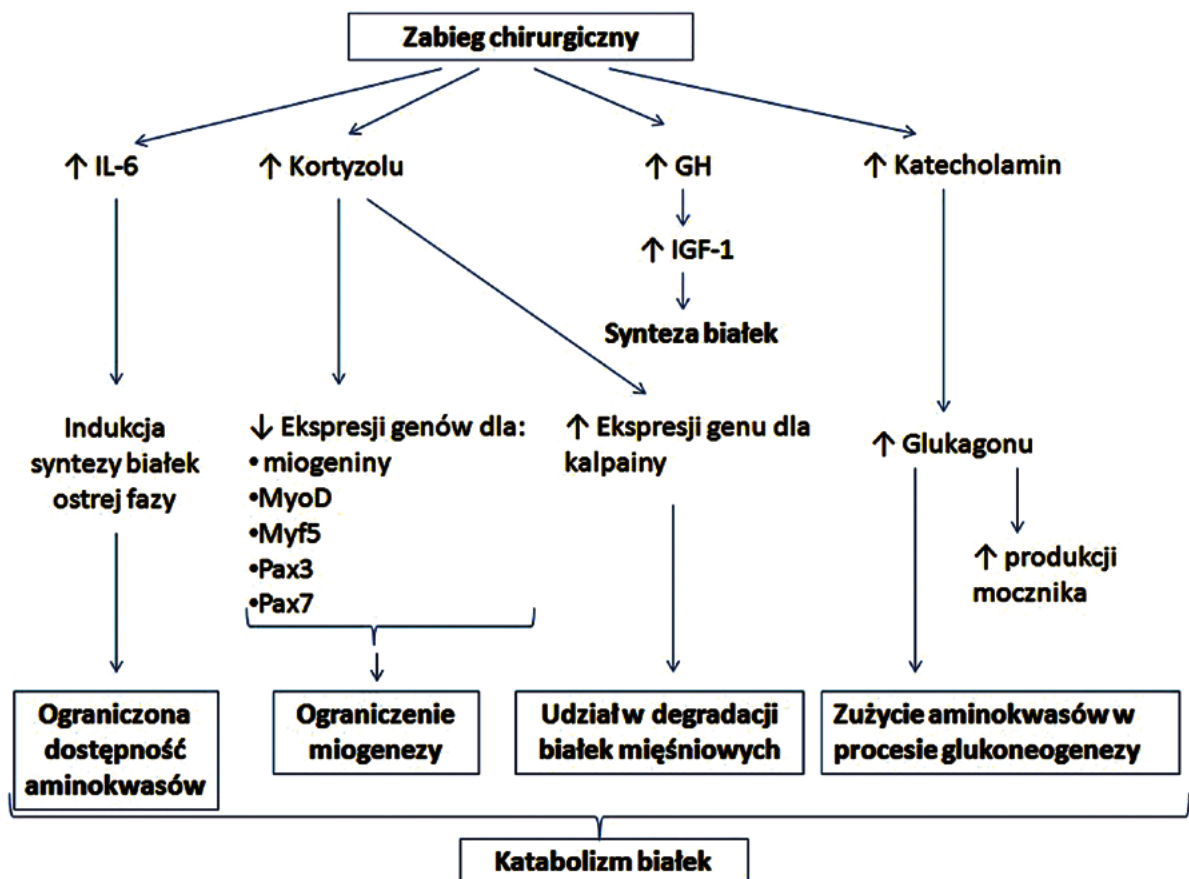 Zabieg chirurgiczny
↑ IL-6
↑ Kortyzolu
↑ GH
↑ Katecholamin
↑ IGF-1
Synteza białek
Indukcja
syntezy białek
ostrej fazy
↓ Ekspresji genów dla:
• miogeniny
•MyoD
•Myf5
•Pax3
•Pax7
↑ Ekspresji genu dla
kalpainy
↑ Glukagonu
↑ produkcji
mocznika
Ograniczona
dostępność
aminokwasów
Ograniczenie
miogenezy
Udział w degradacji
białek mięśniowych
Zużycie aminokwasów w
procesie glukoneogenezy
Katabolizm białek